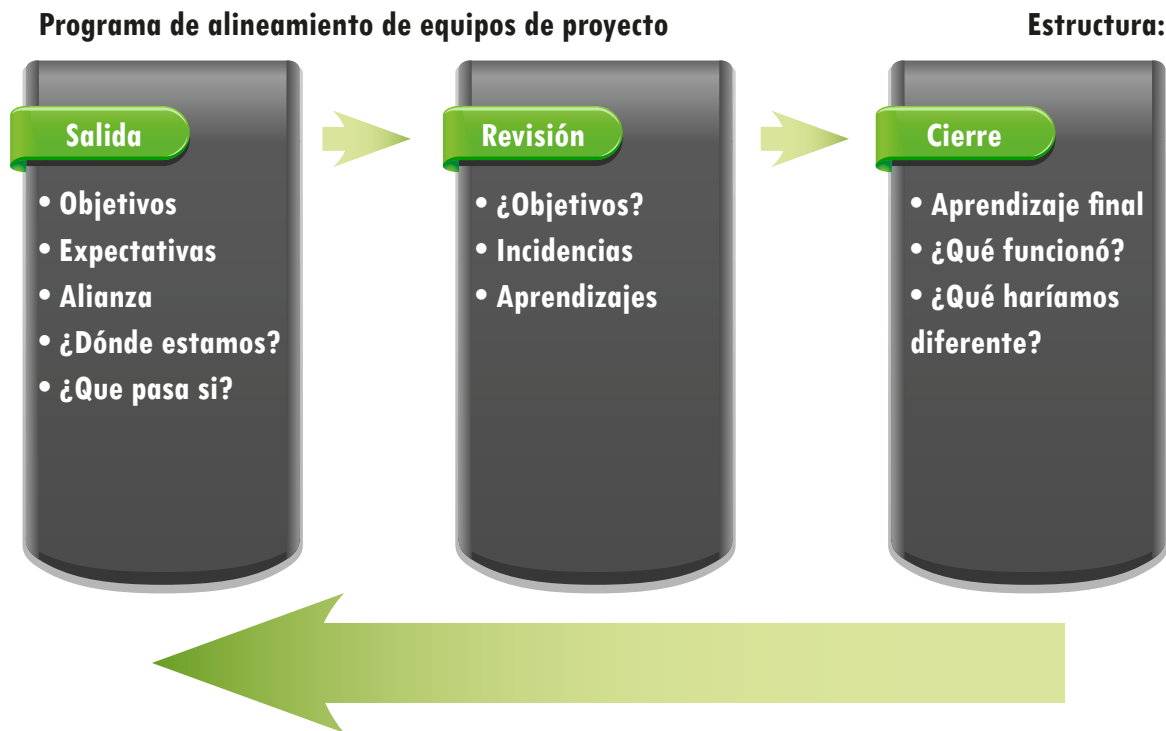 Programa de alineamiento de equipos de proyecto
Estructura:
Salida
• Objetivos
• Expectativas
• Alianza
• ¿Dónde estamos?
• ¿Que pasa si?
Revisión
• ¿Objetivos?
• Incidencias
• Aprendizajes
Cierre
• Aprendizaje final
• ¿Qué funcionó?
• ¿Qué haríamos
diferente?